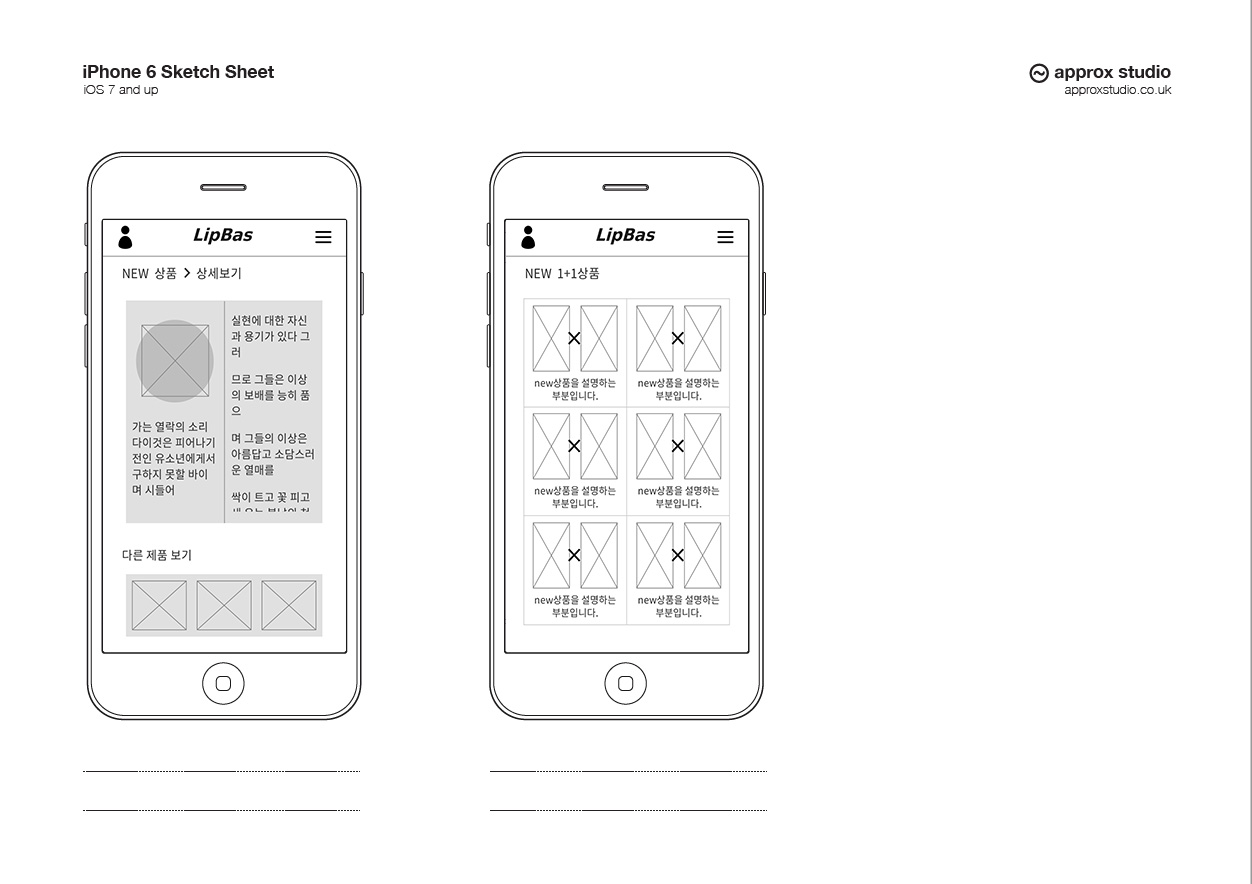 iPhone 6 Sketch Sheet
iOS 7 and up
approx studio
approxstudio.co.uk
LipBas
NEW 상품 > 상세보기
가는 열락의 소리
다이것은 피어나기
전인 유소년에게서
구하지 못할 바이
며 시들어
실현에 대한 자신
과 용기가 있다 그
러
므로 그들은 이상
의 보배를 능히 품
으
며 그들의 이상은
아름답고 소담스러
운 열매를
싹이 트고 꽃 피고
다른 제품 보기
LipBas
NEW 1+1상품
new상품을 설명하는
부분입니다.
new상품을 설명하는
부분입니다.
new상품을 설명하는
부분입니다.
new상품을 설명하는
부분입니다.
new상품을 설명하는
부분입니다.
new상품을 설명하는
부분입니다.